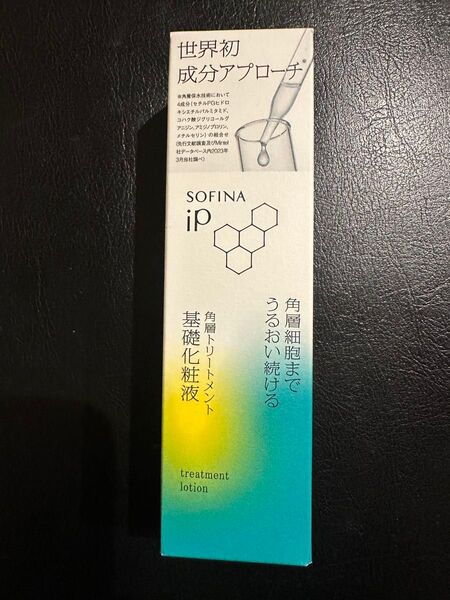 世界初
成分アプローチ※
※角層保水技術において
4成分(セチルPGヒドロ
キシエチルパルミタミド、
コハク酸ジグリコールグ
アニジン、アミジノプロリン、
メチルセリン)の組合せ
(先行文献調査及びMintel
社データベース内2023年
3月当社調べ)
SOFINA
iP
角層細胞まで
うるおい続ける
角層トリートメント
基礎化粧液
treatment
lotion